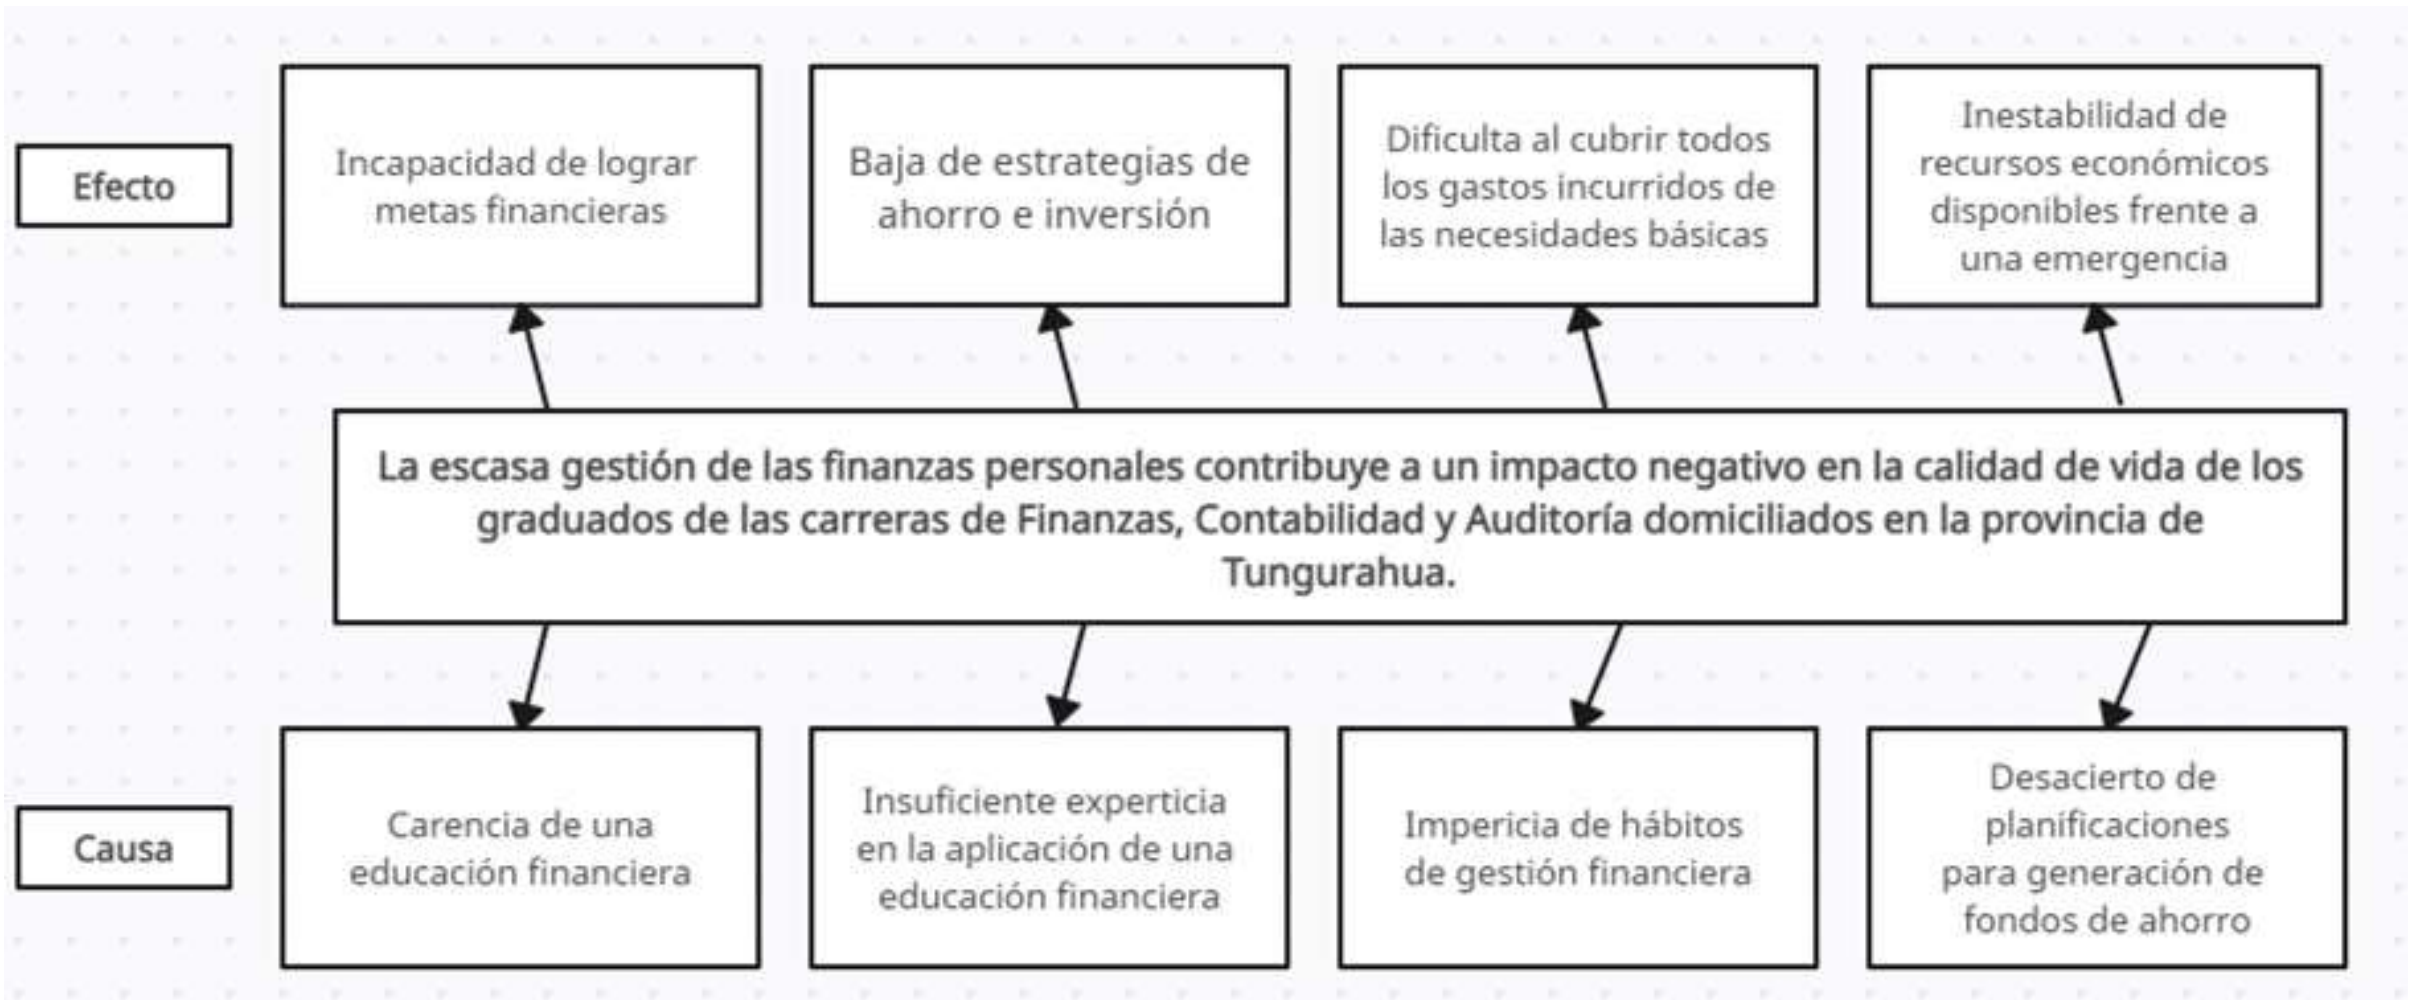 Efecto
Incapacidad de lograr
metas financieras
Baja de estrategias de
ahorro e inversión
Dificulta al cubrir todos
los gastos incurridos de
las necesidades básicas
Inestabilidad de
recursos económicos
disponibles frente a
una emergencia
La escasa gestión de las finanzas personales contribuye a un impacto negativo en la calidad de vida de los
graduados de las carreras de Finanzas, Contabilidad y Auditoría domiciliados en la provincia de
Tungurahua.
Causa
Carencia de una
educación financiera
Insuficiente experticia
en la aplicación de una
educación financiera
Impericia de hábitos
de gestión financiera
Desacierto de
planificaciones
para generación de
fondos de ahorro